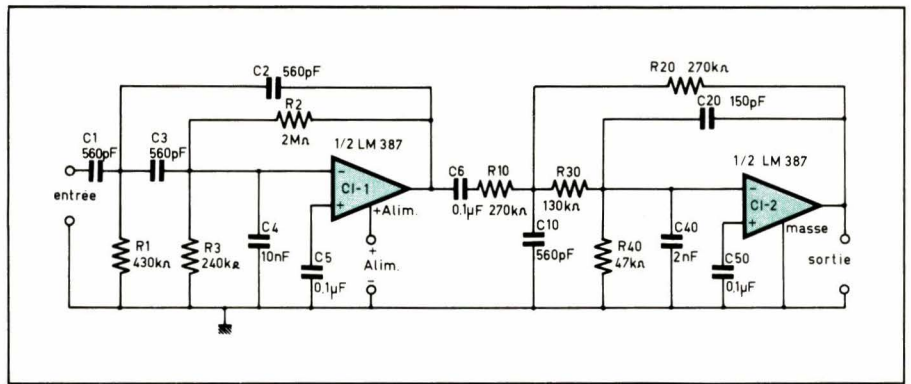 C2 560pF
R2
2MΩ
C1
560pF
C3
560pF
entrée
R1
430kΩ
R3
240kΩ
C4
10nF
C5
0.1µF
1/2 LM 387
CI-1
−
+
+Alim.
+
Alim.
−
C6
0.1µF
R10
270kΩ
R20 270kΩ
C20 150pF
R30
130kΩ
C10
560pF
R40
47kΩ
C40
2nF
C50
0.1µF
1/2 LM 387
CI-2
−
+
masse
sortie